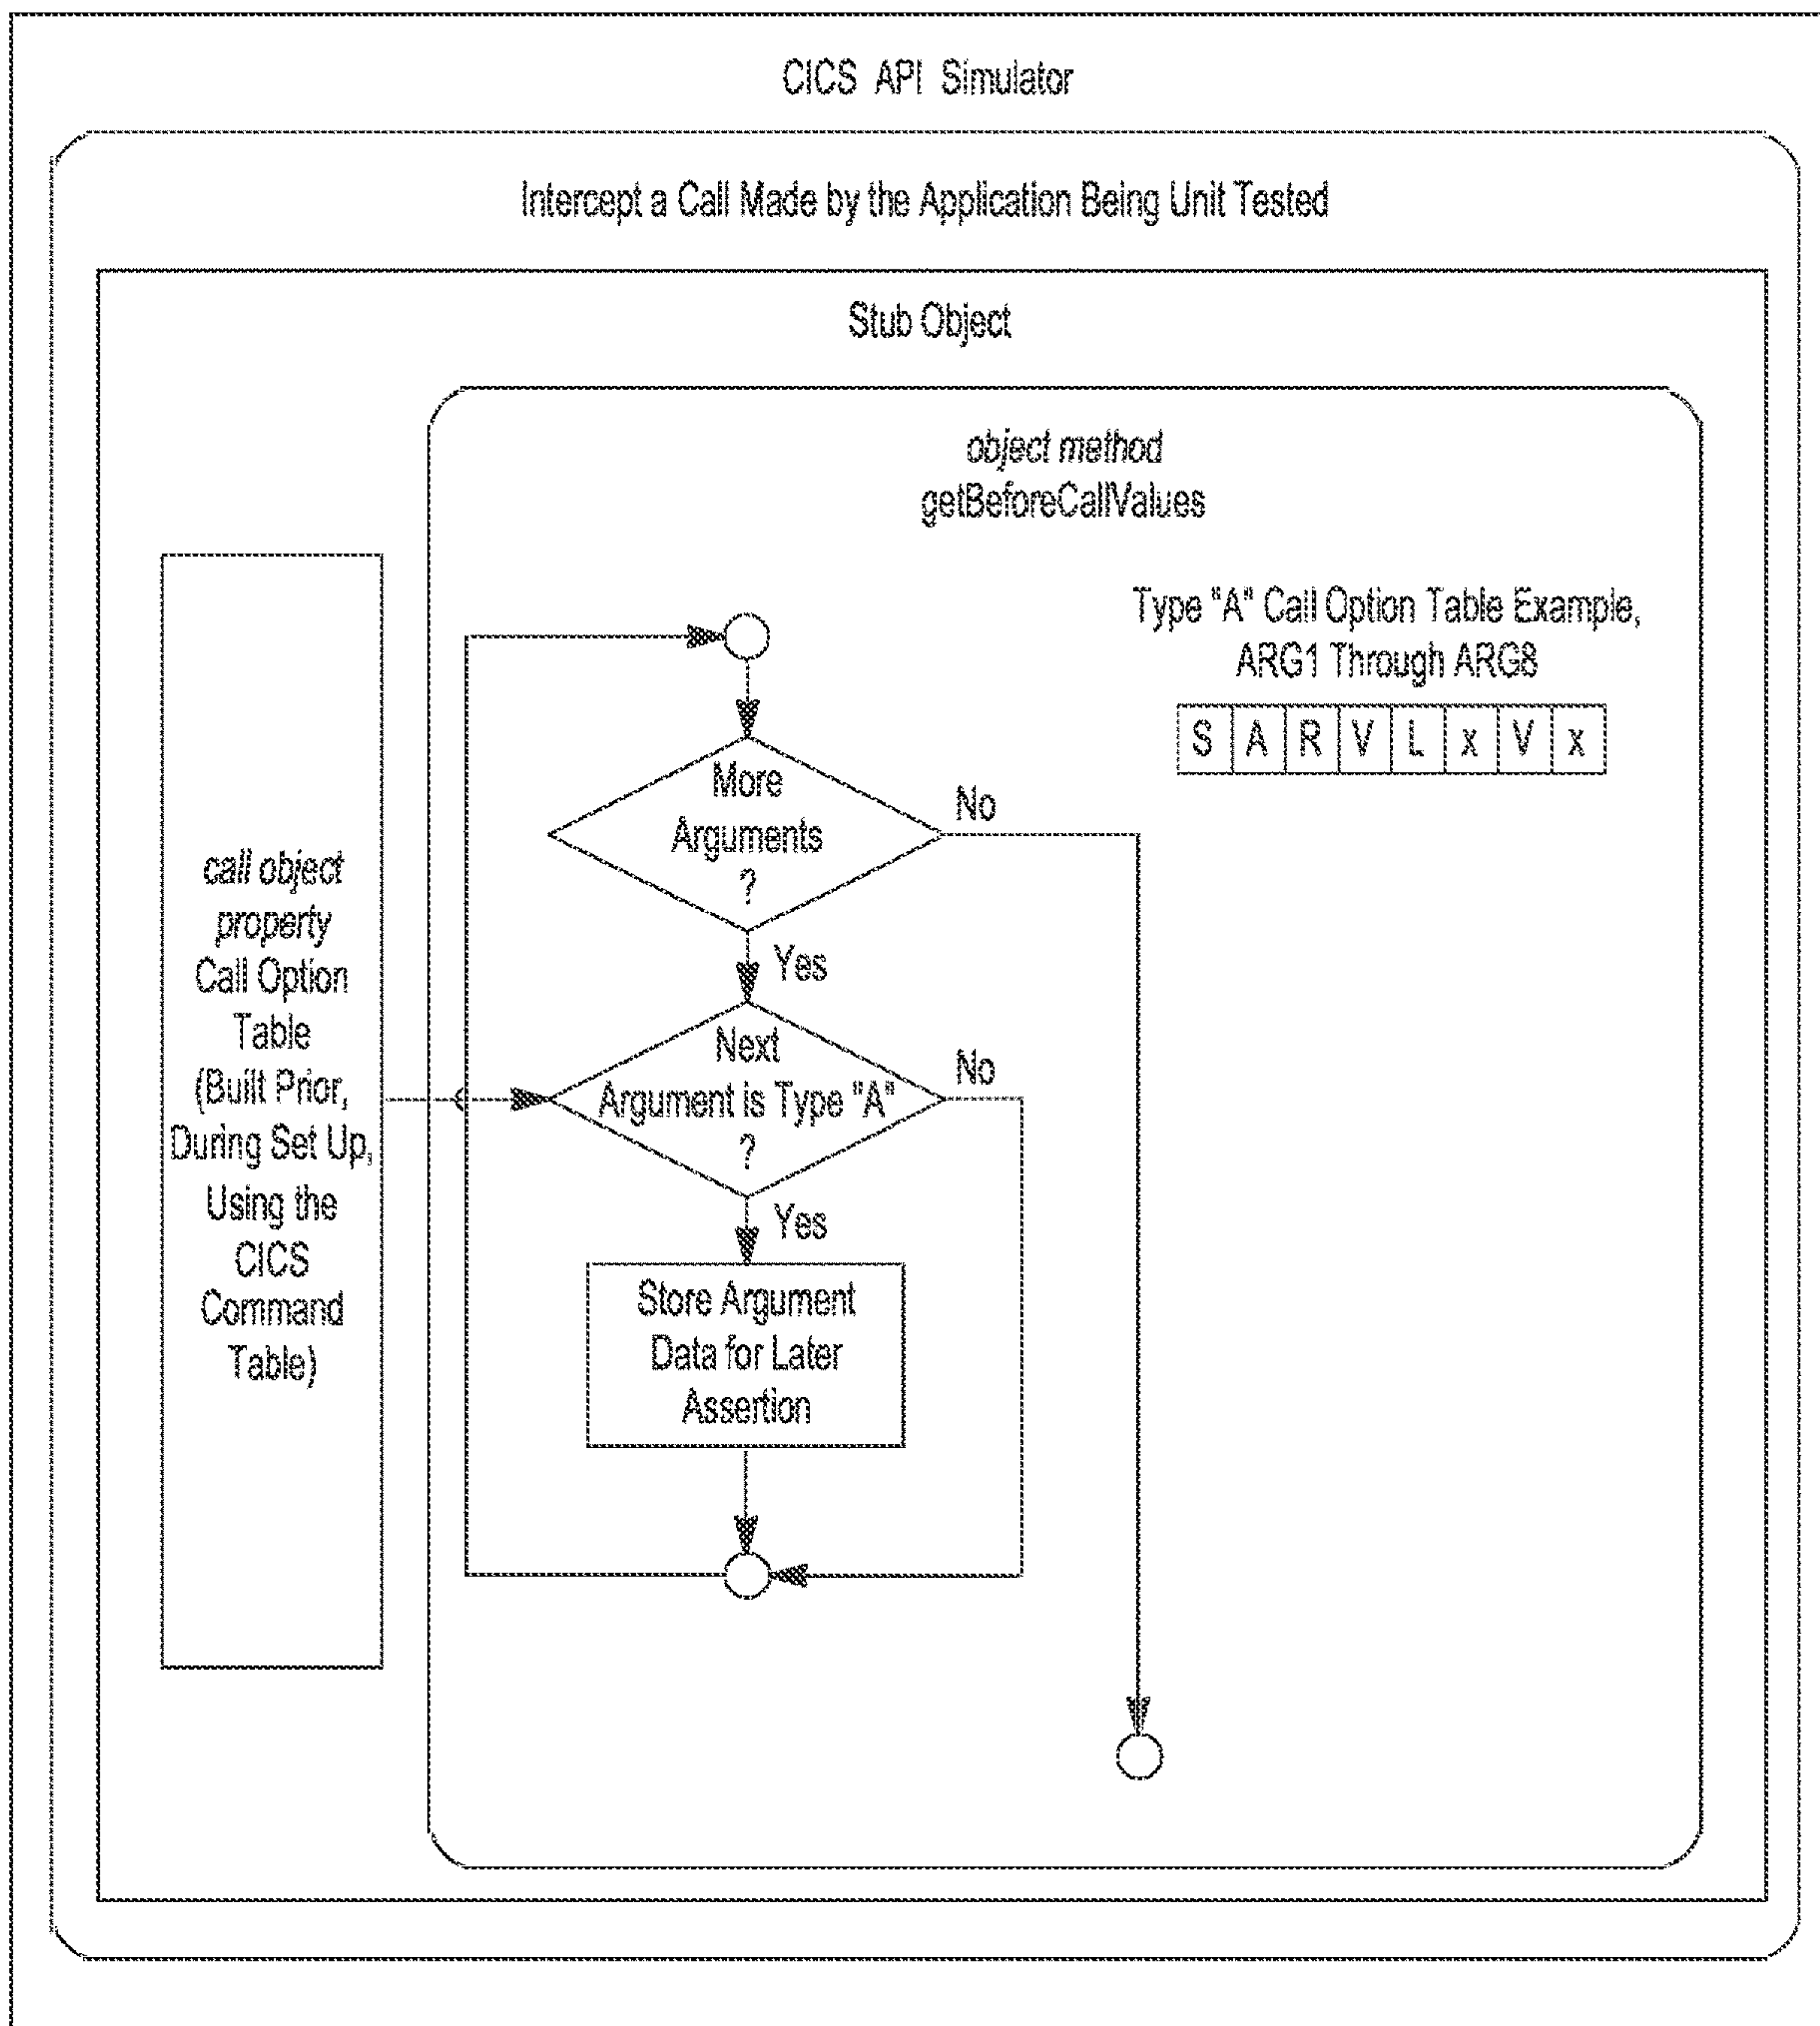 CICS API Simulator
Intercept a Call Made by the Application Being Unit Tested
Stub Object
object method
getBeforeCallValues
Type "A" Call Option Table Example,
ARG1 Through ARG8
S A R V L x V x
More
Arguments
?
No
Yes
call object
property
Call Option
Table
(Built Prior,
During Set Up,
Using the
CICS
Command
Table)
Next
Argument is Type "A"
?
No
Yes
Store Argument
Data for Later
Assertion